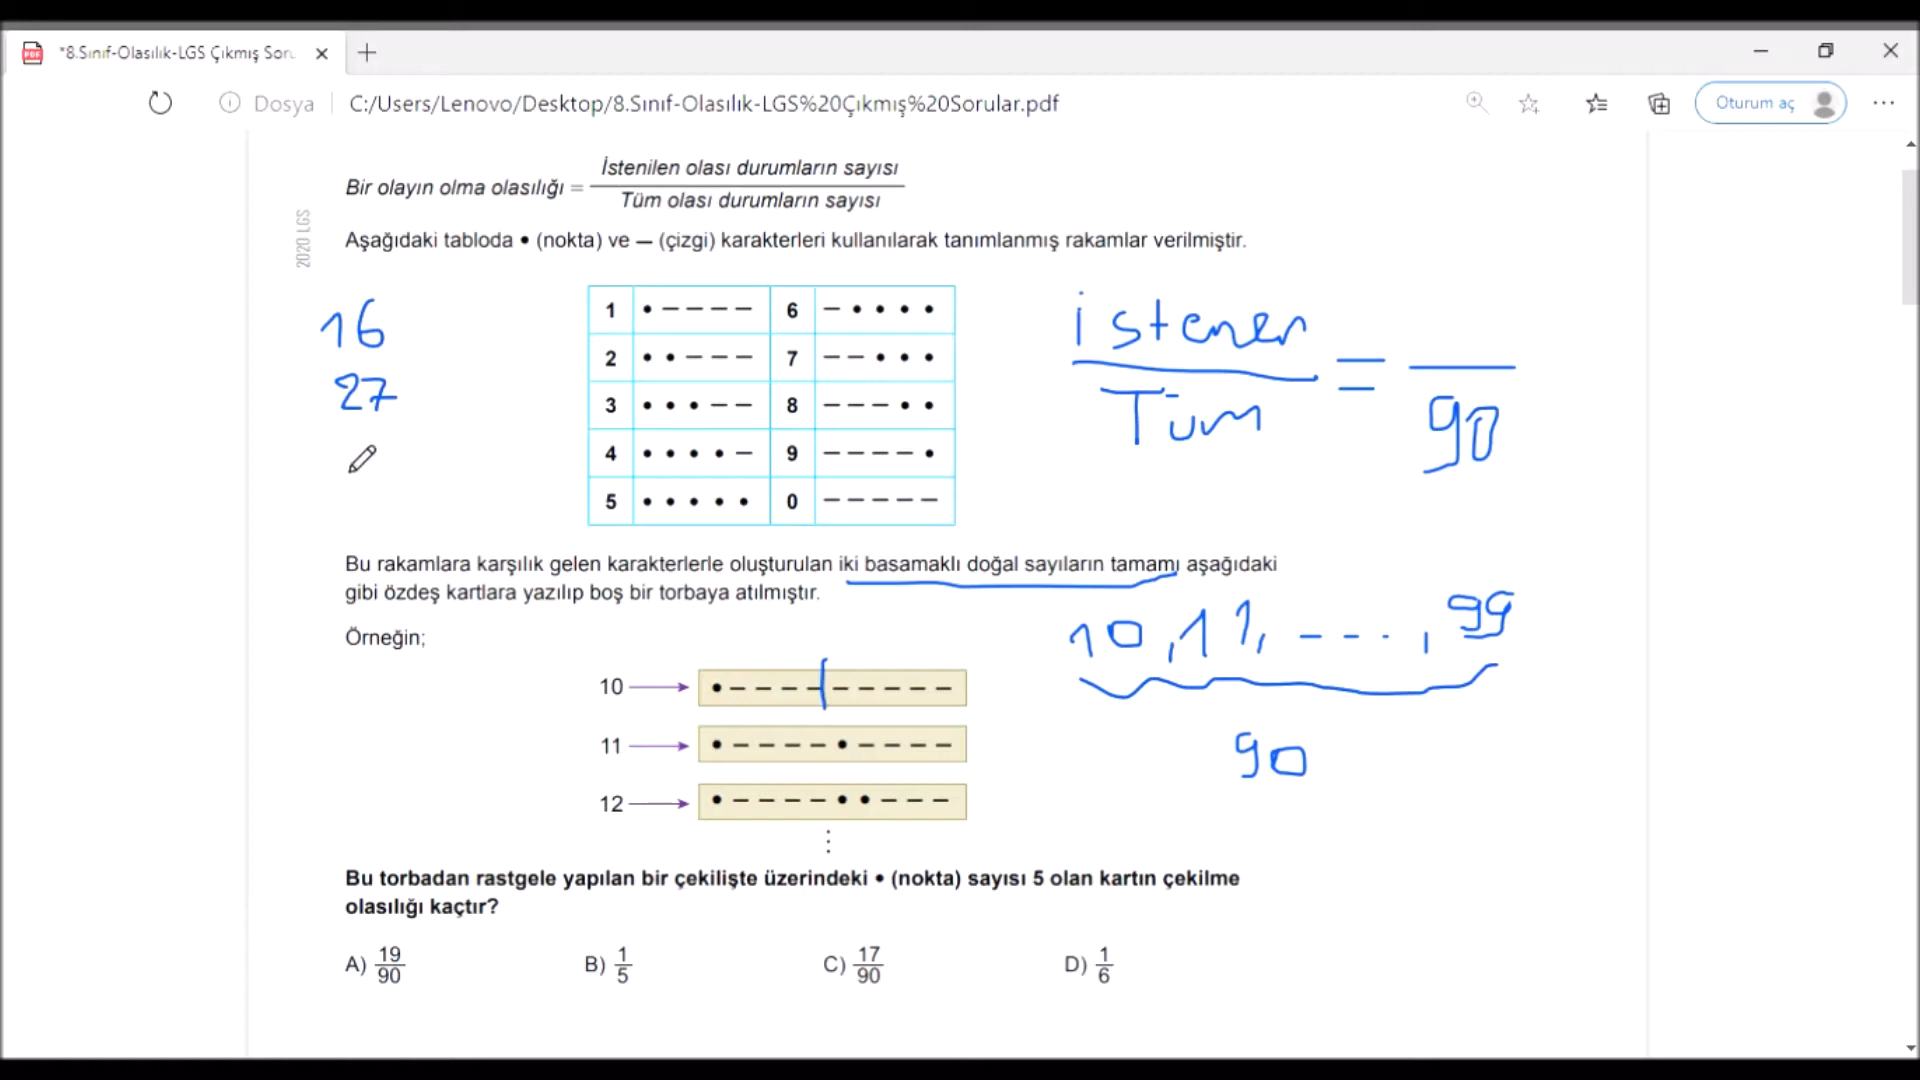 *8.Sınıf-Olasılık-LGS Çıkmış Soru
Dosya
C:/Users/Lenovo/Desktop/8.Sınıf-Olasılık-LGS%20Çıkmış%20Sorular.pdf
Oturum aç
2020 LGS
Bir olayın olma olasılığı = İstenilen olası durumların sayısı
Tüm olası durumların sayısı
Aşağıdaki tabloda • (nokta) ve — (çizgi) karakterleri kullanılarak tanımlanmış rakamlar verilmiştir.
16
27
1 • – – – – 6 – • • • •
2 • • – – – 7 – – • • •
3 • • • – – 8 – – – • •
4 • • • • – 9 – – – – •
5 • • • • • 0 – – – – –
istenen
Tüm
=
90
Bu rakamlara karşılık gelen karakterlerle oluşturulan iki basamaklı doğal sayıların tamamı aşağıdaki
gibi özdeş kartlara yazılıp boş bir torbaya atılmıştır.
Örneğin;
10 • – – – – – – – – –
11 • – – – – • – – – –
12 • – – – – • • – – –
10, 11, - - - -, 99
90
Bu torbadan rastgele yapılan bir çekilişte üzerindeki • (nokta) sayısı 5 olan kartın çekilme
olasılığı kaçtır?
A) 19/90 B) 1/5 C) 17/90 D) 1/6